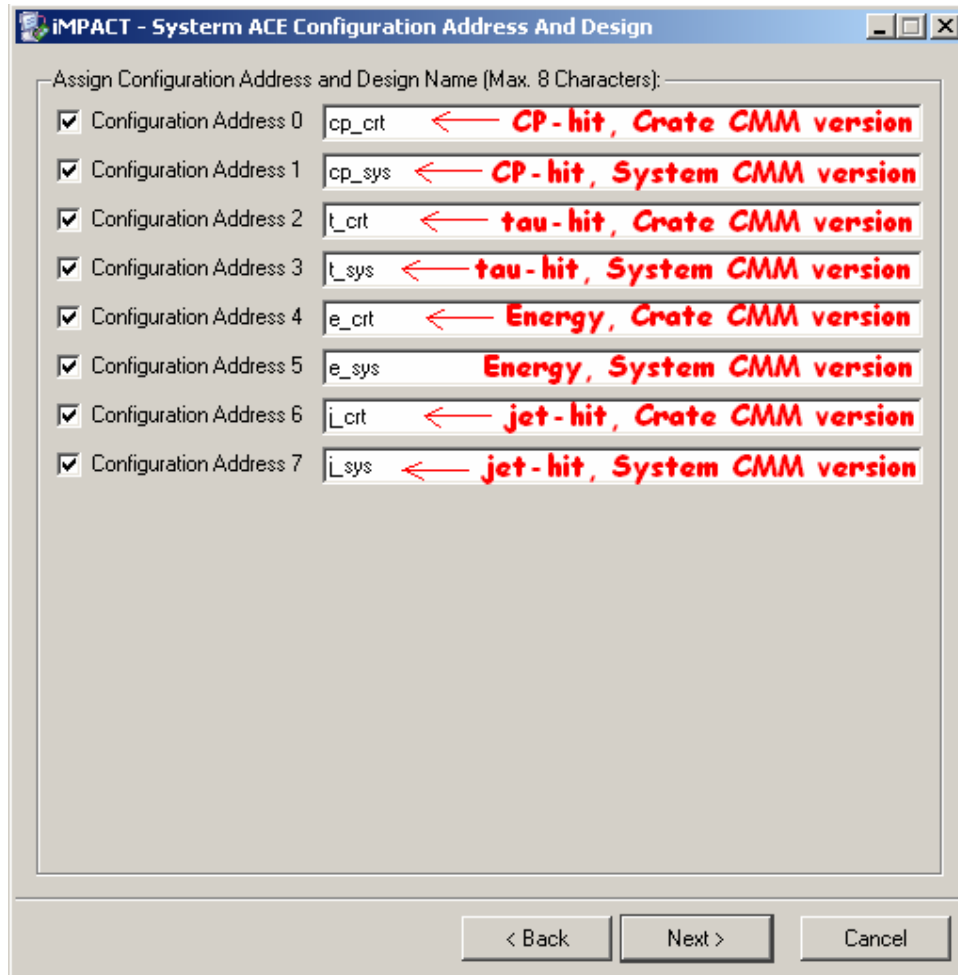 iMPACT - Systerm ACE Configuration Address And Design
Assign Configuration Address and Design Name (Max. 8 Characters):
Configuration Address 0 cp_crt CP-hit, Crate CMM version
Configuration Address 1 cp_sys CP-hit, System CMM version
Configuration Address 2 t_crt tau-hit, Crate CMM version
Configuration Address 3 t_sys tau-hit, System CMM version
Configuration Address 4 e_crt Energy, Crate CMM version
Configuration Address 5 e_sys Energy, System CMM version
Configuration Address 6 j_crt jet-hit, Crate CMM version
Configuration Address 7 j_sys jet-hit, System CMM version
< Back Next > Cancel